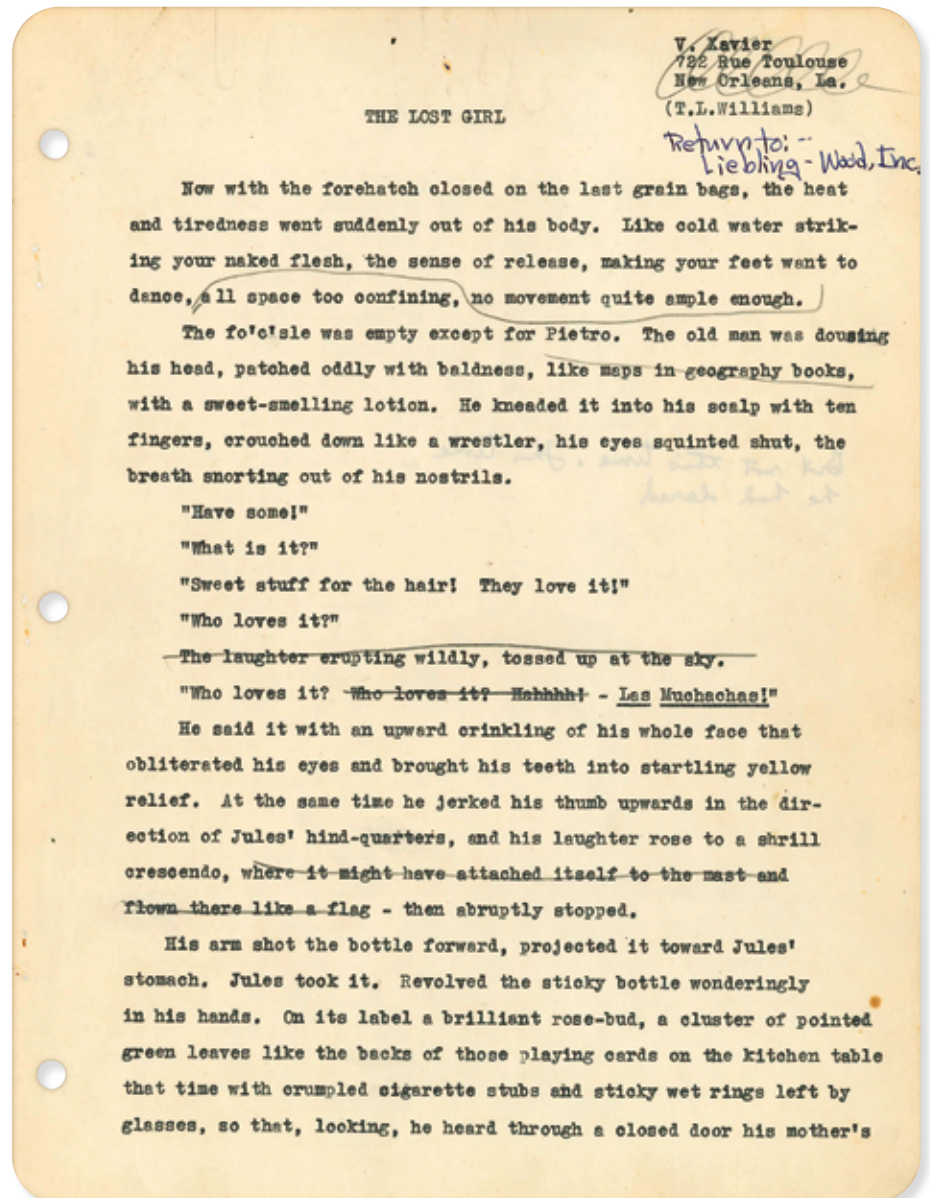 V. Xavier
722 Rue Toulouse
New Orleans, La.
(T.L.Williams)
THE LOST GIRL
Return to: --
Liebling - Wood, Inc.
Now with the forehatch closed on the last grain bags, the heat
and tiredness went suddenly out of his body. Like cold water strik-
ing your naked flesh, the sense of release, making your feet want to
dance, all space too confining, no movement quite ample enough.
The fo'c'sle was empty except for Pietro. The old man was dousing
his head, patched oddly with baldness, like maps in geography books,
with a sweet-smelling lotion. He kneaded it into his scalp with ten
fingers, crouched down like a wrestler, his eyes squinted shut, the
breath snorting out of his nostrils.
"Have some!"
"What is it?"
"Sweet stuff for the hair! They love it!"
"Who loves it?"
The laughter erupting wildly, tossed up at the sky.
"Who loves it? Who loves it? Hahhhh! - Las Muchachas!"
He said it with an upward crinkling of his whole face that
obliterated his eyes and brought his teeth into startling yellow
relief. At the same time he jerked his thumb upwards in the dir-
ection of Jules' hind-quarters, and his laughter rose to a shrill
crescendo, where it might have attached itself to the mast and
flown there like a flag - then abruptly stopped.
His arm shot the bottle forward, projected it toward Jules'
stomach. Jules took it. Revolved the sticky bottle wonderingly
in his hands. On its label a brilliant rose-bud, a cluster of pointed
green leaves like the backs of those playing cards on the kitchen table
that time with crumpled cigarette stubs and sticky wet rings left by
glasses, so that, looking, he heard through a closed door his mother's